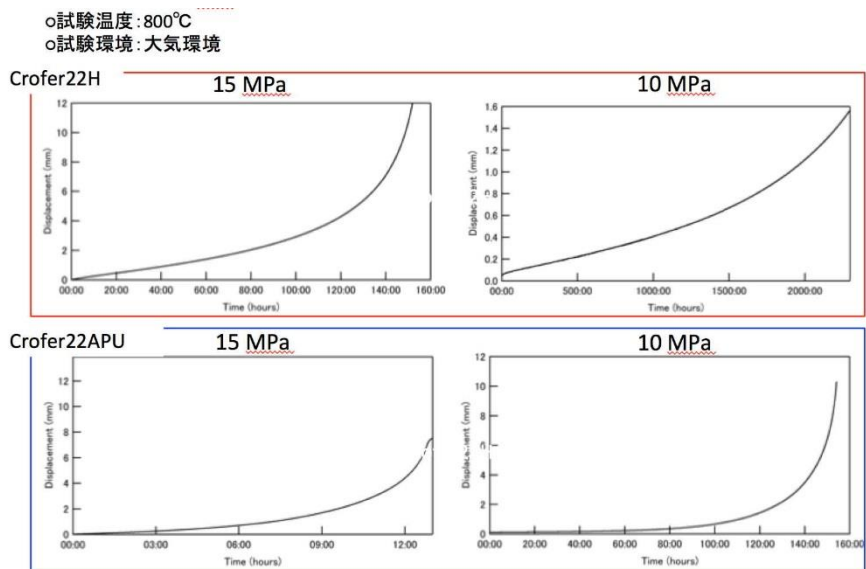 ○試験温度:800℃
○試験環境:大気環境
Crofer22H
15 MPa
10 MPa
Displacement (mm)
12
10
8
6
4
2
0
00:00 20:00 40:00 60:00 80:00 100:00 120:00 140:00 160:00
Time (hours)
Displacement (mm)
1.6
1.4
1.2
1.0
0.8
0.6
0.4
0.2
0.0
00:00 500:00 1000:00 1500:00 2000:00
Time (hours)
Crofer22APU
15 MPa
10 MPa
Displacement (mm)
12
10
8
6
4
2
0
00:00 03:00 06:00 09:00 12:00
Time (hours)
Displacement (mm)
12
10
8
6
4
2
0
00:00 20:00 40:00 60:00 80:00 100:00 120:00 140:00 160:00
Time (hours)